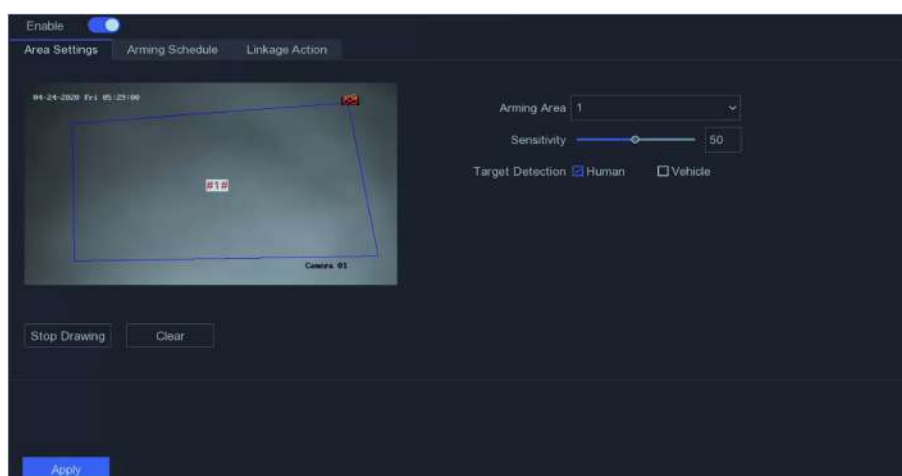 Enable
Area Settings Arming Schedule Linkage Action
04-24-2020 Fri 05:29:00
Arming Area 1
Sensitivity 50
#1#
Target Detection Human Vehicle
Camera 01
Stop Drawing Clear
Apply